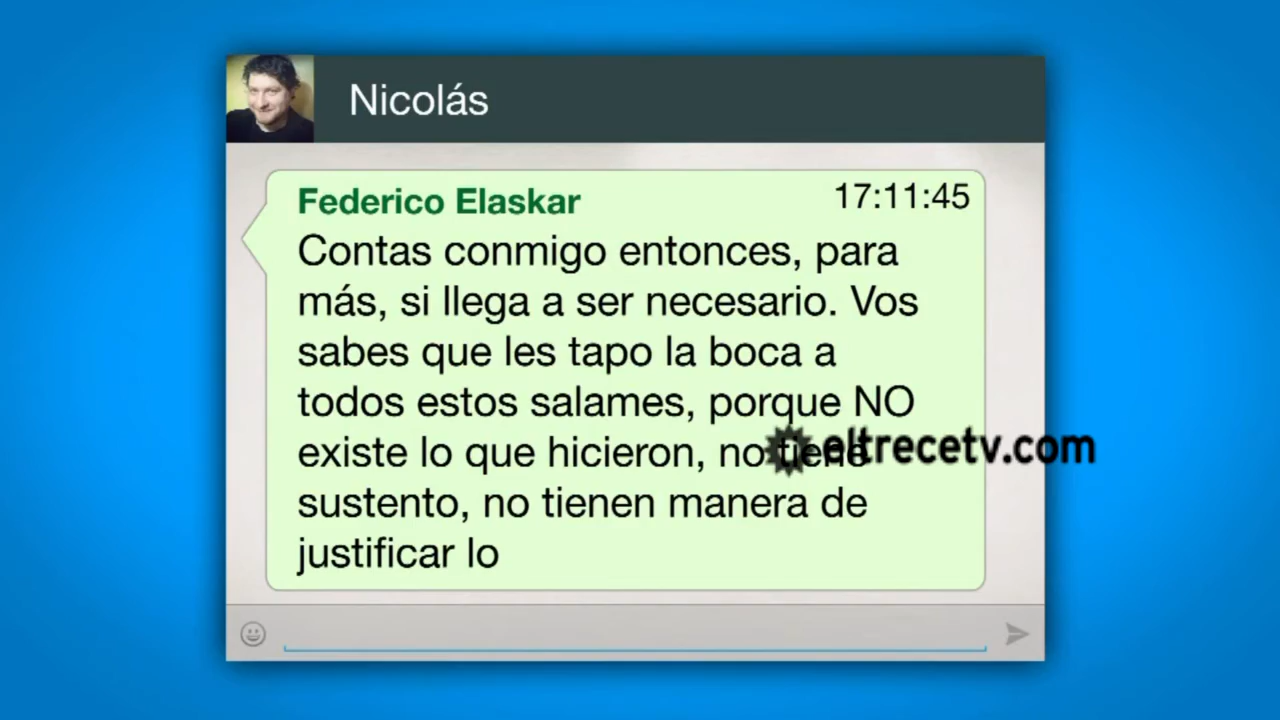 Nicolás
Federico Elaskar 17:11:45
Contas conmigo entonces, para
más, si llega a ser necesario. Vos
sabes que les tapo la boca a
todos estos salames, porque NO
existe lo que hicieron, no tiene
eltrecetv.com
sustento, no tienen manera de
justificar lo